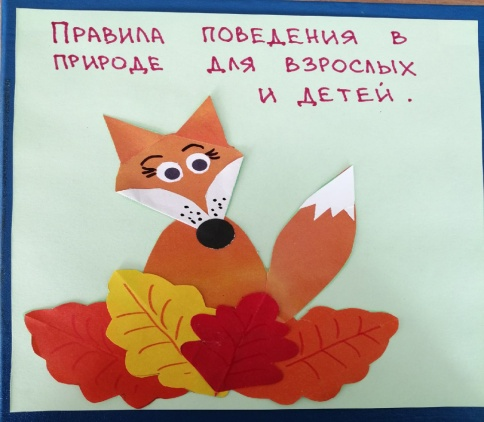 ПРАВИЛА ПОВЕДЕНИЯ В
ПРИРОДЕ ДЛЯ ВЗРОСЛЫХ
И ДЕТЕЙ.